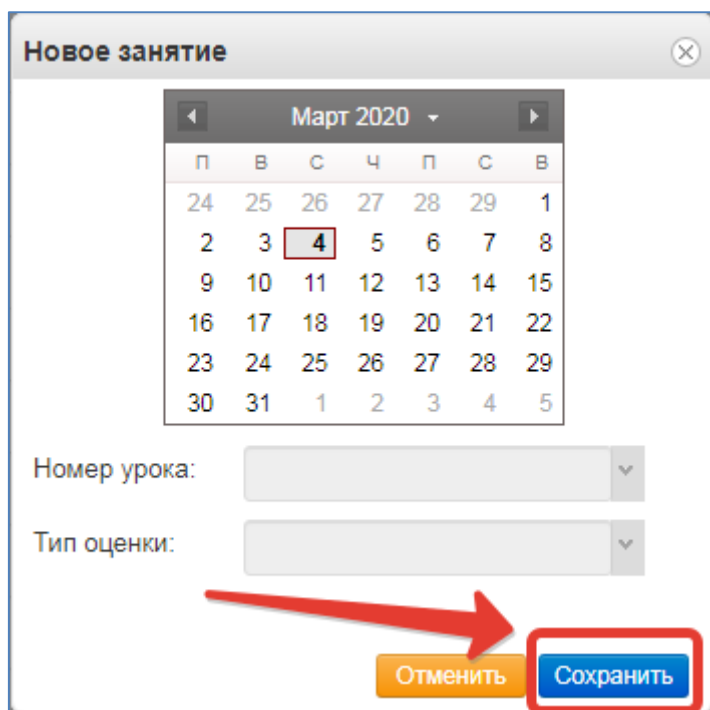 Новое занятие
Март 2020
П В С Ч П С В
24 25 26 27 28 29 1
2 3 4 5 6 7 8
9 10 11 12 13 14 15
16 17 18 19 20 21 22
23 24 25 26 27 28 29
30 31 1 2 3 4 5
Номер урока:
Тип оценки:
Отменить Сохранить